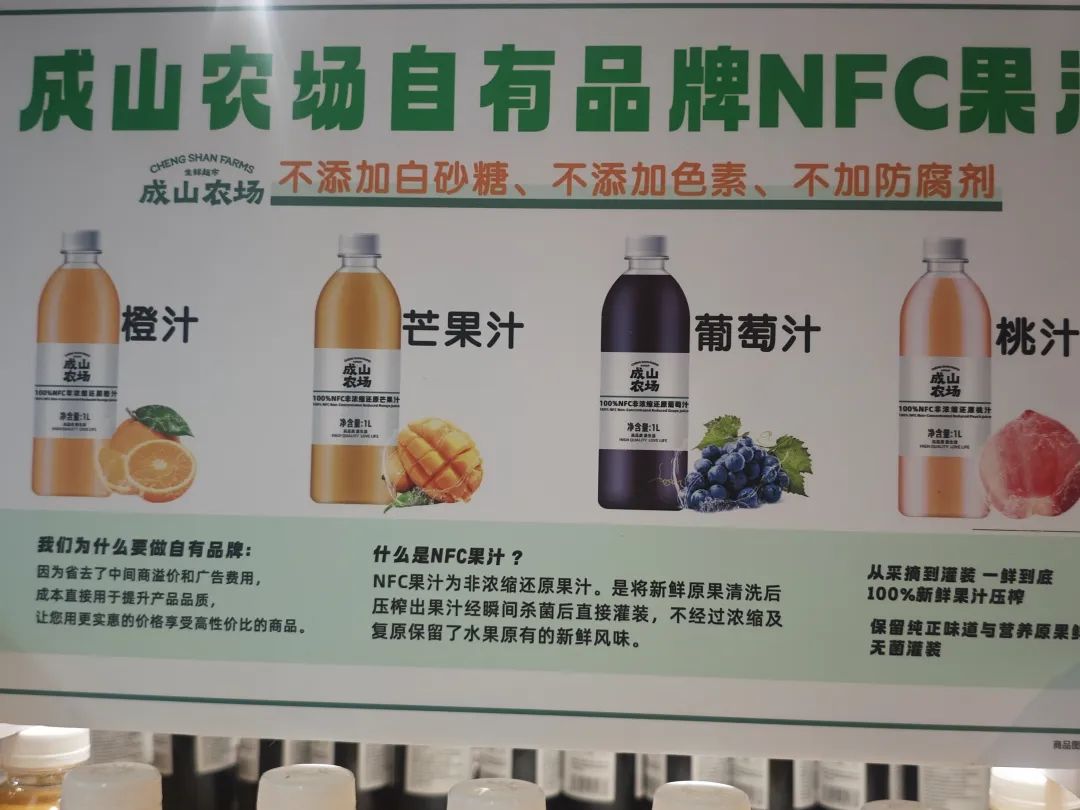 成山农场自有品牌NFC果
CHENG SHAN FARMS
生鲜超市
成山农场
不添加白砂糖、不添加色素、不加防腐剂
橙汁
成山
农场
100%NFC非浓缩还原橙汁
净含量:1L
HIGH QUALITY LOVE LIFE
芒果汁
成山
农场
100%NFC非浓缩还原芒果汁
净含量:1L
HIGH QUALITY LOVE LIFE
葡萄汁
成山
农场
100%NFC非浓缩还原葡萄汁
净含量:1L
HIGH QUALITY LOVE LIFE
桃汁
成山
农场
100%NFC非浓缩还原桃汁
净含量:1L
HIGH QUALITY LOVE LIFE
我们为什么要做自有品牌:
因为省去了中间商溢价和广告费用，
成本直接用于提升产品品质，
让您用更实惠的价格享受高性价比的商品。
什么是NFC果汁？
NFC果汁为非浓缩还原果汁。是将新鲜原果清洗后
压榨出果汁经瞬间杀菌后直接灌装，不经过浓缩及
复原保留了水果原有的新鲜风味。
从采摘到灌装 一鲜到底
100%新鲜果汁压榨
保留纯正味道与营养原果鲜
无菌灌装
商品图